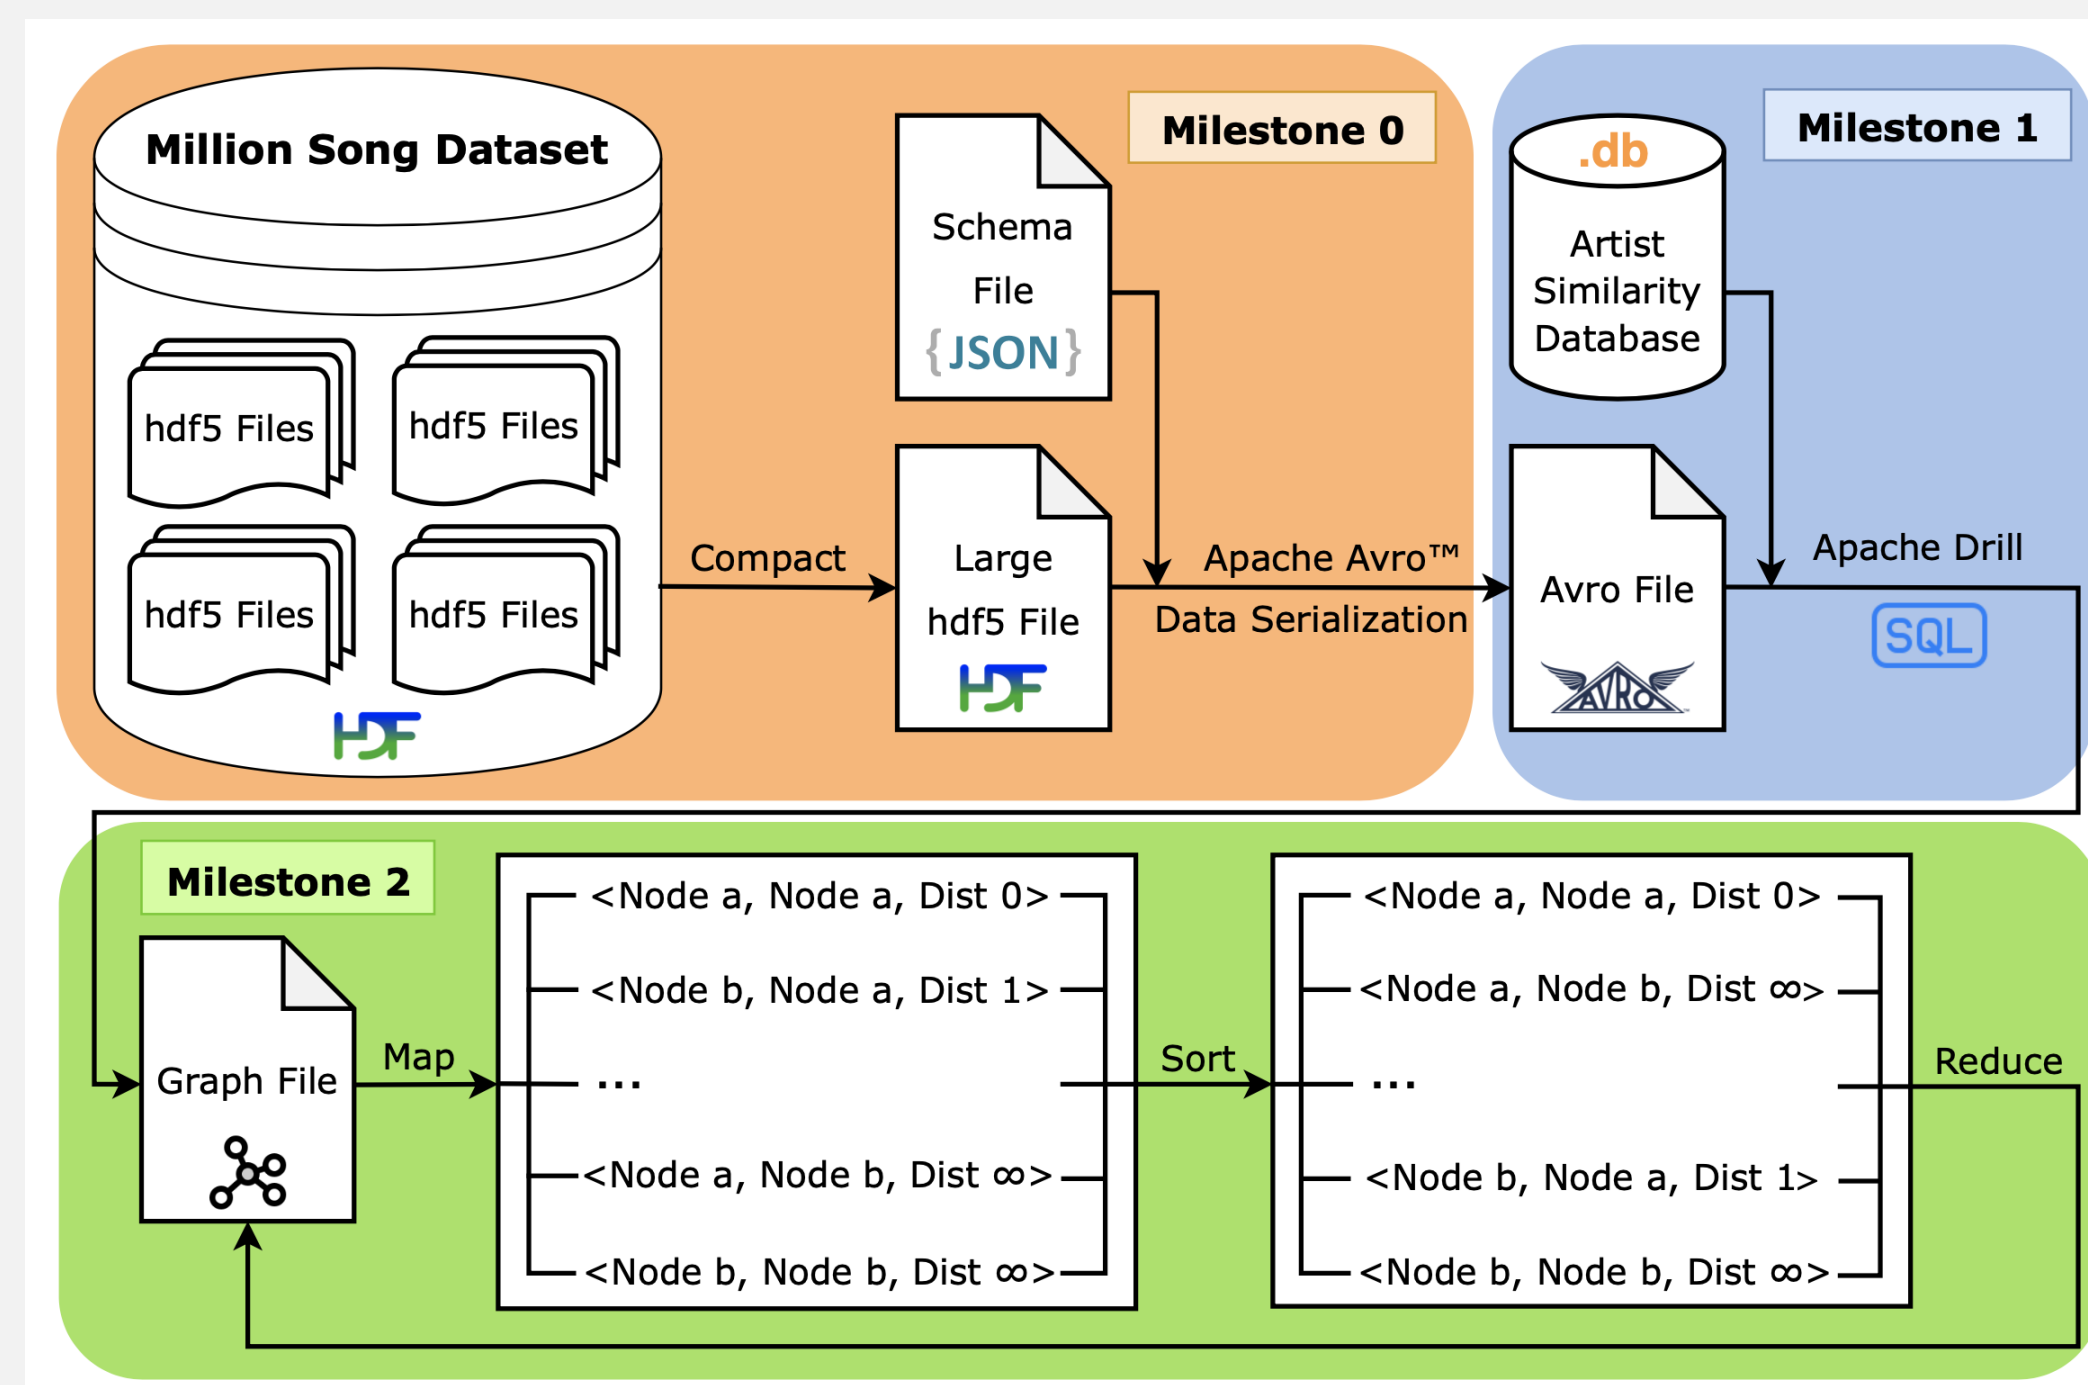 Million Song Dataset
hdf5 Files
hdf5 Files
hdf5 Files
hdf5 Files
HDF
Compact
Milestone 0
Schema
File
{JSON}
Large
hdf5 File
HDF
Apache Avro™
Data Serialization
Milestone 1
.db
Artist
Similarity
Database
Avro File
AVRO
Apache Drill
SQL
Milestone 2
Graph File
Map
<Node a, Node a, Dist 0>
<Node b, Node a, Dist 1>
...
<Node a, Node b, Dist ∞>
<Node b, Node b, Dist ∞>
Sort
<Node a, Node a, Dist 0>
<Node a, Node b, Dist ∞>
...
<Node b, Node a, Dist 1>
<Node b, Node b, Dist ∞>
Reduce